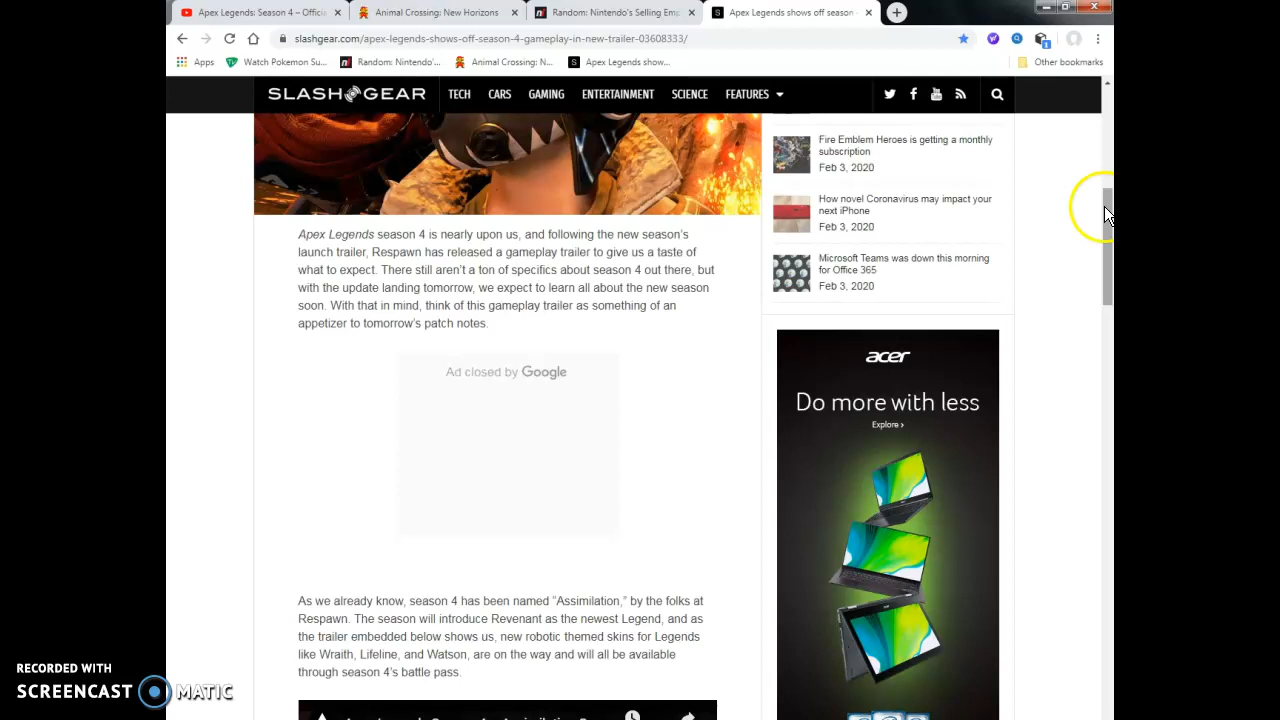 Apex Legends: Season 4 – Officie
Animal Crossing: New Horizons
Random: Nintendo's Selling Emp
Apex Legends shows off season
slashgear.com/apex-legends-shows-off-season-4-gameplay-in-new-trailer-03608333/
Apps
Watch Pokemon Su...
Random: Nintendo'...
Animal Crossing: N...
Apex Legends show...
Other bookmarks
SLASHGEAR
TECH
CARS
GAMING
ENTERTAINMENT
SCIENCE
FEATURES
Fire Emblem Heroes is getting a monthly
subscription
Feb 3, 2020
How novel Coronavirus may impact your
next iPhone
Feb 3, 2020
Microsoft Teams was down this morning
for Office 365
Feb 3, 2020
Apex Legends season 4 is nearly upon us, and following the new season's
launch trailer, Respawn has released a gameplay trailer to give us a taste of
what to expect. There still aren't a ton of specifics about season 4 out there, but
with the update landing tomorrow, we expect to learn all about the new season
soon. With that in mind, think of this gameplay trailer as something of an
appetizer to tomorrow's patch notes.
Ad closed by Google
acer
Do more with less
Explore ›
As we already know, season 4 has been named “Assimilation,” by the folks at
Respawn. The season will introduce Revenant as the newest Legend, and as
the trailer embedded below shows us, new robotic themed skins for Legends
like Wraith, Lifeline, and Watson, are on the way and will all be available
through season 4's battle pass.
RECORDED WITH
SCREENCAST MATIC